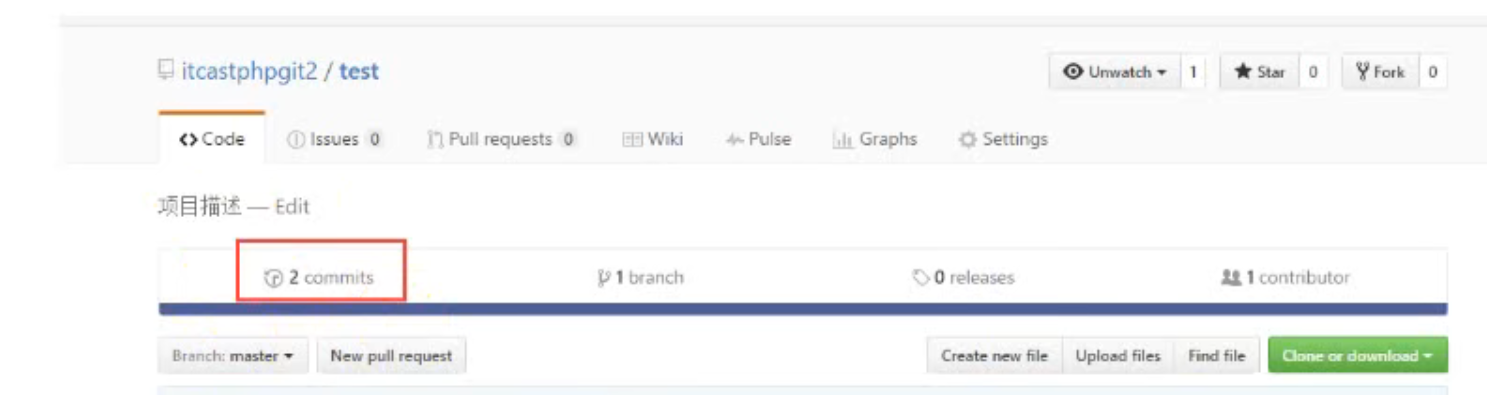 itcastphpgit2 / test
Unwatch 1 Star 0 Fork 0
Code Issues 0 Pull requests 0 Wiki Pulse Graphs Settings
项目描述 — Edit
2 commits 1 branch 0 releases 1 contributor
Branch: master New pull request Create new file Upload files Find file Clone or download